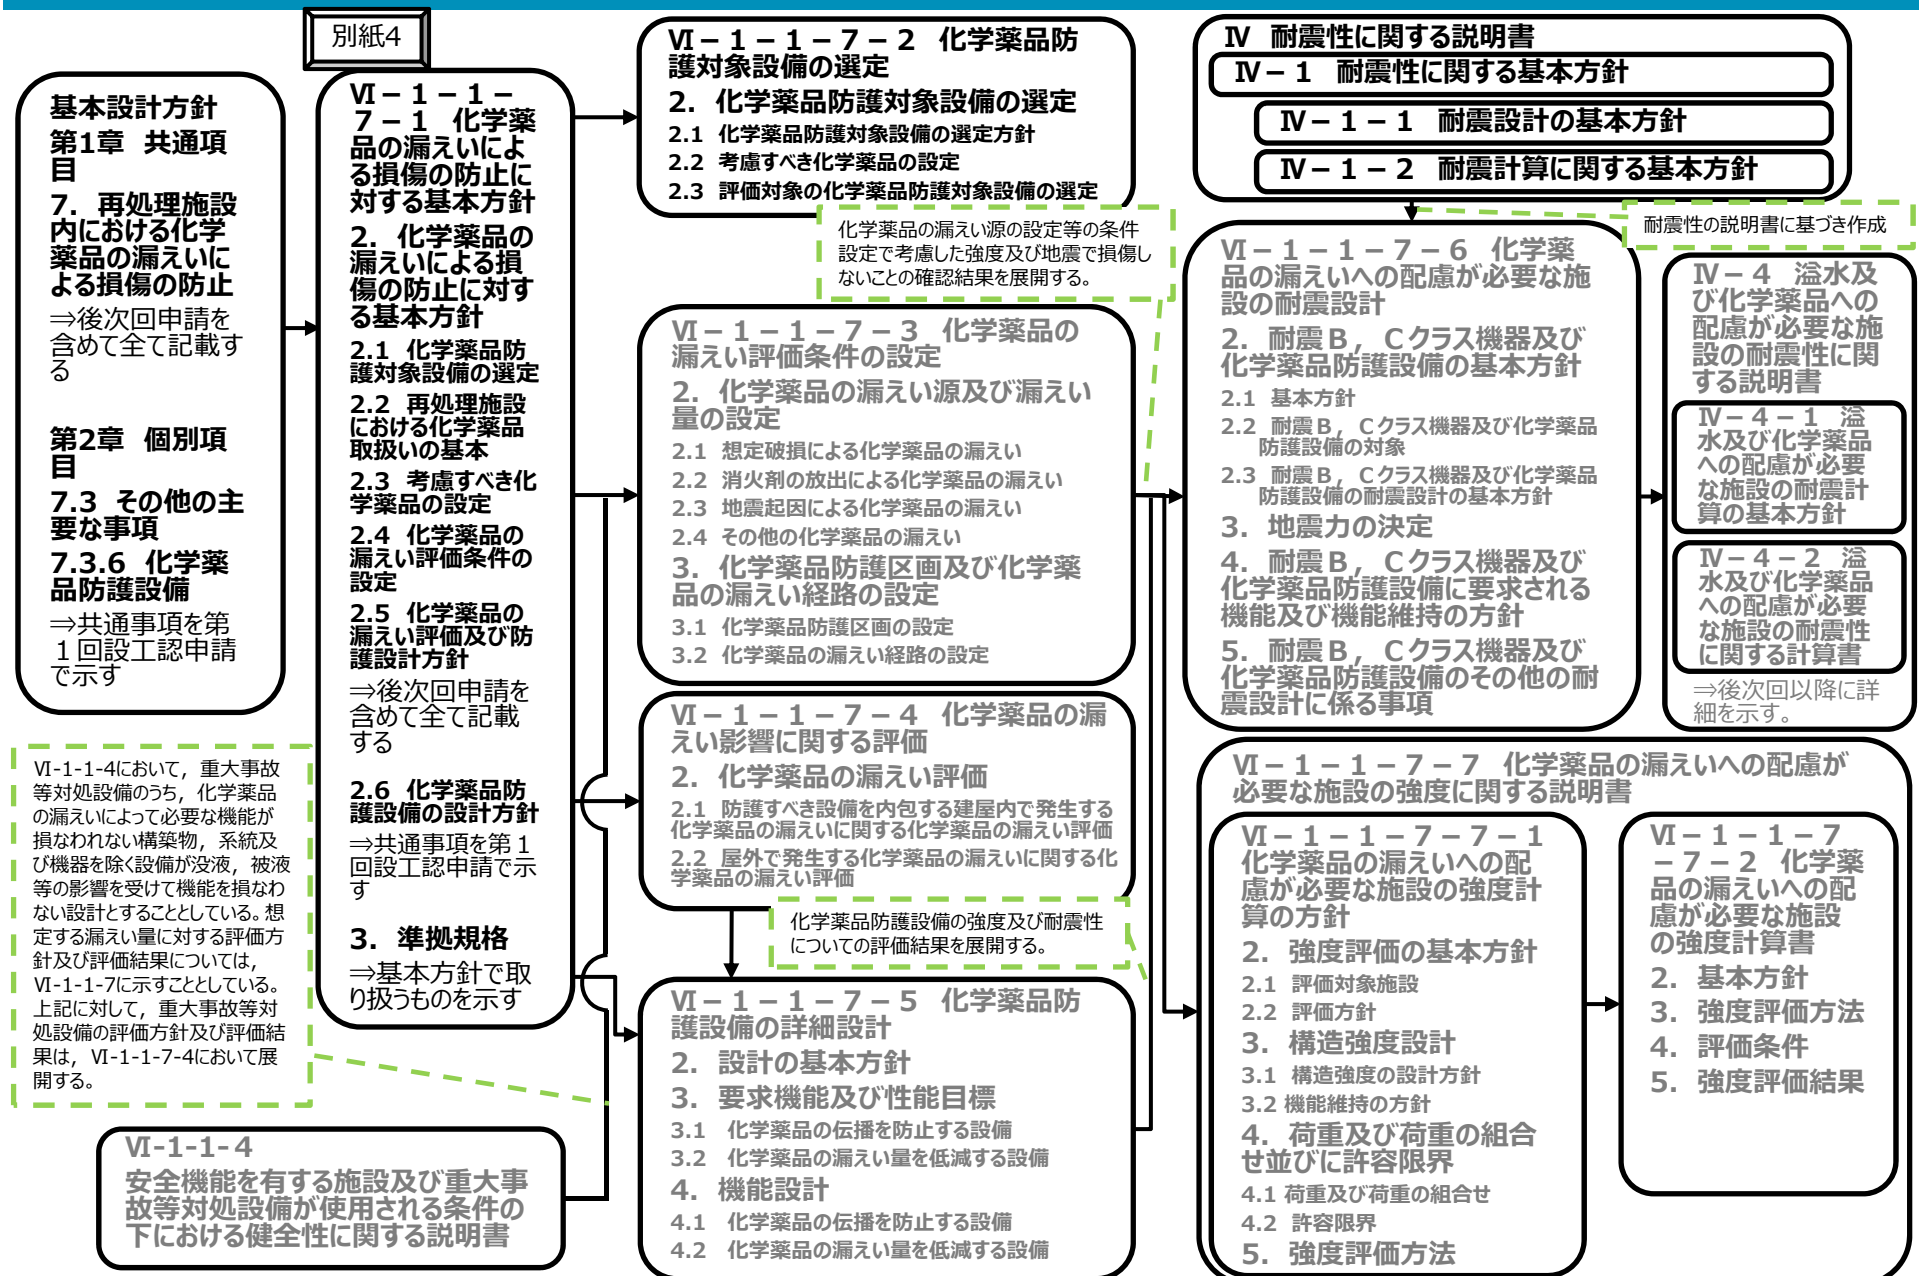 別紙4
基本設計方針
第1章 共通項
目
7. 再処理施設
内における化学
薬品の漏えいに
よる損傷の防止
⇒後次回申請を
含めて全て記載す
る
第2章 個別項
目
7.3 その他の主
要な事項
7.3.6 化学薬
品防護設備
⇒共通事項を第
1回設工認申請
で示す
Ⅵ-1-1-
7-1 化学薬
品の漏えいによ
る損傷の防止に
対する基本方針
2. 化学薬品の
漏えいによる損
傷の防止に対す
る基本方針
2.1 化学薬品防
護対象設備の選定
2.2 再処理施設
における化学薬品
取扱いの基本
2.3 考慮すべき化
学薬品の設定
2.4 化学薬品の
漏えい評価条件の
設定
2.5 化学薬品の
漏えい評価及び防
護設計方針
⇒後次回申請を
含めて全て記載
する
2.6 化学薬品防
護設備の設計方針
⇒共通事項を第1
回設工認申請で示
す
3. 準拠規格
⇒基本方針で取
り扱うものを示す
Ⅵ-1-1-4において,重大事故
等対処設備のうち,化学薬品
の漏えいによって必要な機能が
損なわれない構築物,系統及
び機器を除く設備が没液,被液
等の影響を受けて機能を損なわ
ない設計とすることとしている。想
定する漏えい量に対する評価方
針及び評価結果については,
Ⅵ-1-1-7に示すこととしている。
上記に対して,重大事故等対
処設備の評価方針及び評価結
果は,Ⅵ-1-1-7-4において展
開する。
Ⅵ-1-1-4
安全機能を有する施設及び重大事
故等対処設備が使用される条件の
下における健全性に関する説明書
Ⅵ-1-1-7-2 化学薬品防
護対象設備の選定
2. 化学薬品防護対象設備の選定
2.1 化学薬品防護対象設備の選定方針
2.2 考慮すべき化学薬品の設定
2.3 評価対象の化学薬品防護対象設備の選定
化学薬品の漏えい源の設定等の条件
設定で考慮した強度及び地震で損傷し
ないことの確認結果を展開する。
Ⅵ-1-1-7-3 化学薬品の
漏えい評価条件の設定
2. 化学薬品の漏えい源及び漏えい
量の設定
2.1 想定破損による化学薬品の漏えい
2.2 消火剤の放出による化学薬品の漏えい
2.3 地震起因による化学薬品の漏えい
2.4 その他の化学薬品の漏えい
3. 化学薬品防護区画及び化学薬
品の漏えい経路の設定
3.1 化学薬品防護区画の設定
3.2 化学薬品の漏えい経路の設定
Ⅵ-1-1-7-4 化学薬品の漏
えい影響に関する評価
2. 化学薬品の漏えい評価
2.1 防護すべき設備を内包する建屋内で発生する
化学薬品の漏えいに関する化学薬品の漏えい評価
2.2 屋外で発生する化学薬品の漏えいに関する化
学薬品の漏えい評価
化学薬品防護設備の強度及び耐震性
についての評価結果を展開する。
Ⅵ-1-1-7-5 化学薬品防
護設備の詳細設計
2. 設計の基本方針
3. 要求機能及び性能目標
3.1 化学薬品の伝播を防止する設備
3.2 化学薬品の漏えい量を低減する設備
4. 機能設計
4.1 化学薬品の伝播を防止する設備
4.2 化学薬品の漏えい量を低減する設備
Ⅳ 耐震性に関する説明書
Ⅳ-1 耐震性に関する基本方針
Ⅳ-1-1 耐震設計の基本方針
Ⅳ-1-2 耐震計算に関する基本方針
耐震性の説明書に基づき作成
Ⅵ-1-1-7-6 化学薬
品の漏えいへの配慮が必要な施
設の耐震設計
2. 耐震B,Cクラス機器及び
化学薬品防護設備の基本方針
2.1 基本方針
2.2 耐震B,Cクラス機器及び化学薬品
防護設備の対象
2.3 耐震B,Cクラス機器及び化学薬品
防護設備の耐震設計の基本方針
3. 地震力の決定
4. 耐震B,Cクラス機器及び
化学薬品防護設備に要求される
機能及び機能維持の方針
5. 耐震B,Cクラス機器及び
化学薬品防護設備のその他の耐
震設計に係る事項
Ⅳ-4 溢水及
び化学薬品への
配慮が必要な施
設の耐震性に関
する説明書
Ⅳ-4-1 溢
水及び化学薬品
への配慮が必要
な施設の耐震計
算の基本方針
Ⅳ-4-2 溢
水及び化学薬品
への配慮が必要
な施設の耐震性
に関する計算書
⇒後次回以降に詳
細を示す。
Ⅵ-1-1-7-7 化学薬品の漏えいへの配慮が
必要な施設の強度に関する説明書
Ⅵ-1-1-7-7-1
化学薬品の漏えいへの配
慮が必要な施設の強度計
算の方針
2. 強度評価の基本方針
2.1 評価対象施設
2.2 評価方針
3. 構造強度設計
3.1 構造強度の設計方針
3.2 機能維持の方針
4. 荷重及び荷重の組合
せ並びに許容限界
4.1 荷重及び荷重の組合せ
4.2 許容限界
5. 強度評価方法
Ⅵ-1-1-7
-7-2 化学薬
品の漏えいへの配
慮が必要な施設
の強度計算書
2. 基本方針
3. 強度評価方法
4. 評価条件
5. 強度評価結果